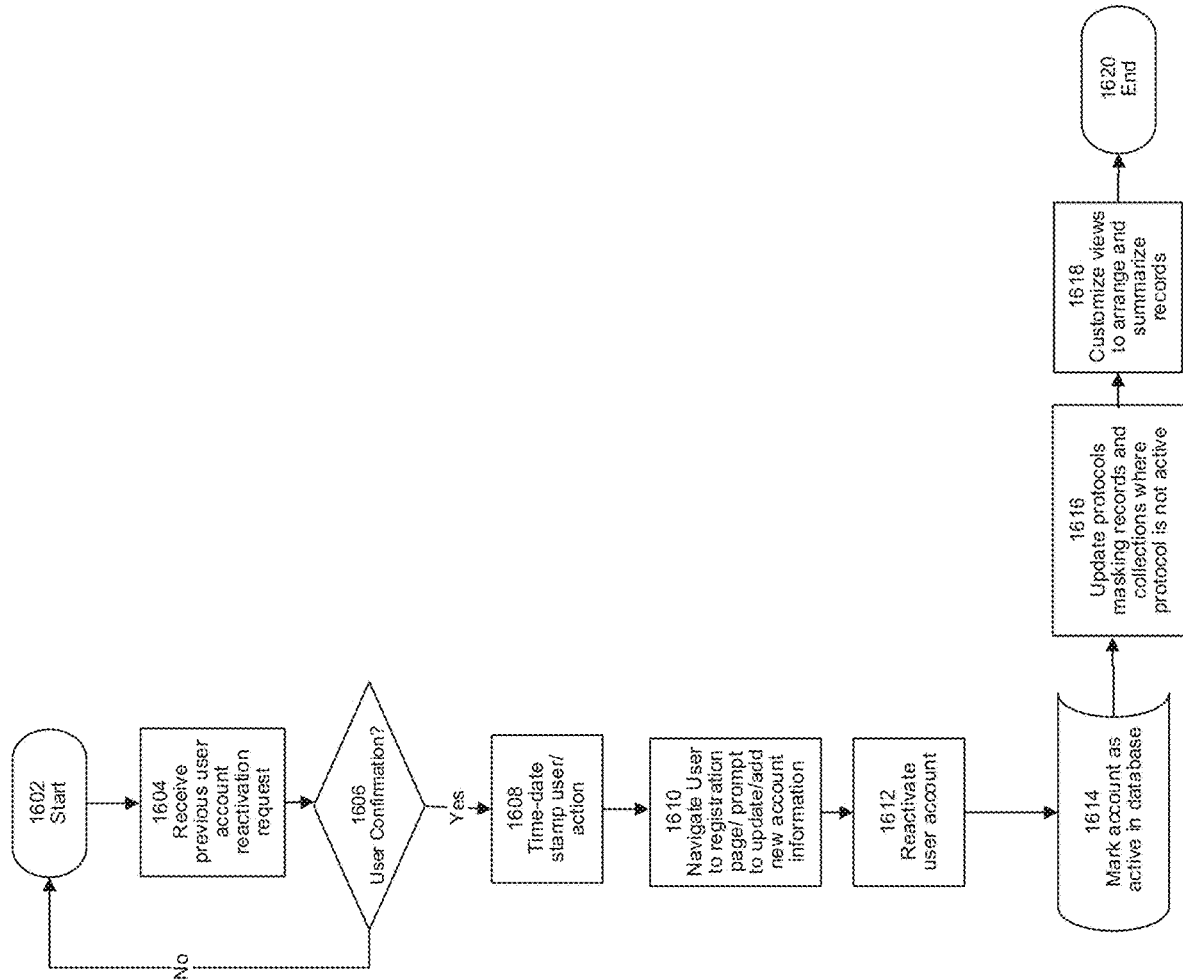 1602
Start
1604
Receive
previous user
account
reactivation
request
1606
User Confirmation?
No
Yes
1608
Time-date
stamp user/
action
1610
Navigate User
to registration
page/ prompt
to update/add
new account
information
1612
Reactivate
user account
1614
Mark account as
active in database
1616
Update protocols
masking records and
collections where
protocol is not active
1618
Customize views
to arrange and
summarize
records
1620
End